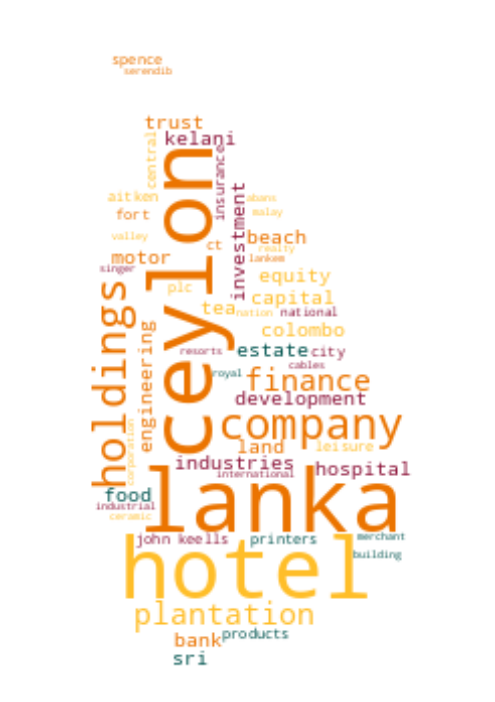 spence
serendib
trust
kelani
central
insurance
ceylon
aitken
abans
investment
fort
malay
valley
ct
beach
realty
motor
lankem
singer
equity
plc
holdings
capital
tea
nation
national
colombo
engineering
resorts
estate
city
cables
royal
finance
development
company
corporation
land
leisure
industries
hospital
international
lanka
food
industrial
ceramic
john keells
printers
merchant
hotel
building
plantation
bank
products
sri